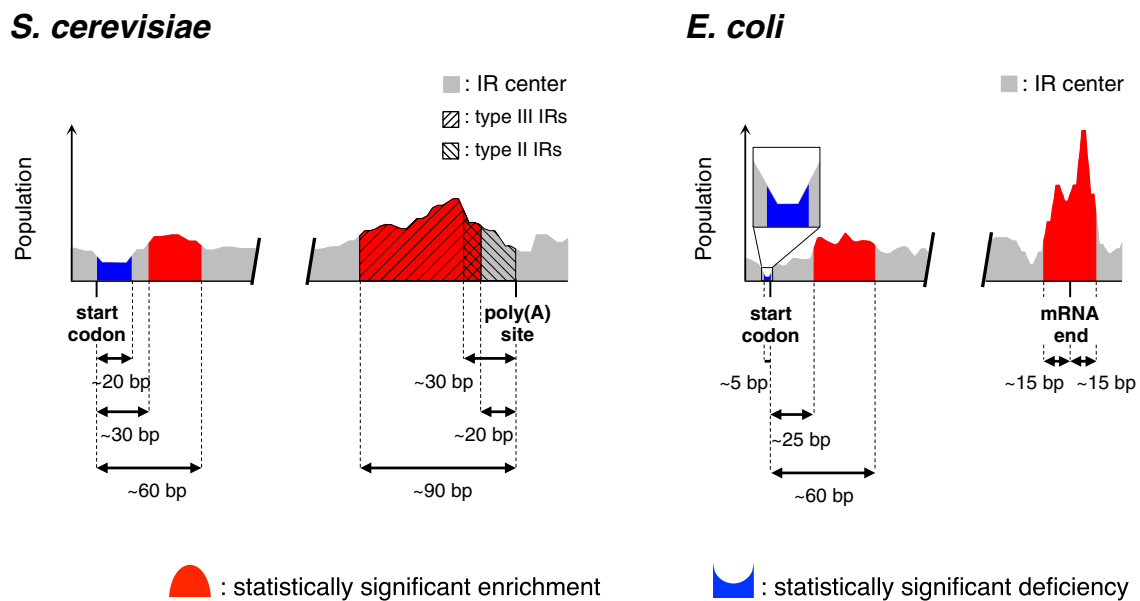 S. cerevisiae
: IR center
: type III IRs
: type II IRs
Population
start
codon
poly(A)
site
~20 bp
~30 bp
~30 bp
~20 bp
~60 bp
~90 bp
E. coli
: IR center
Population
start
codon
mRNA
end
~5 bp
~15 bp
~15 bp
~25 bp
~60 bp
: statistically significant enrichment
: statistically significant deficiency